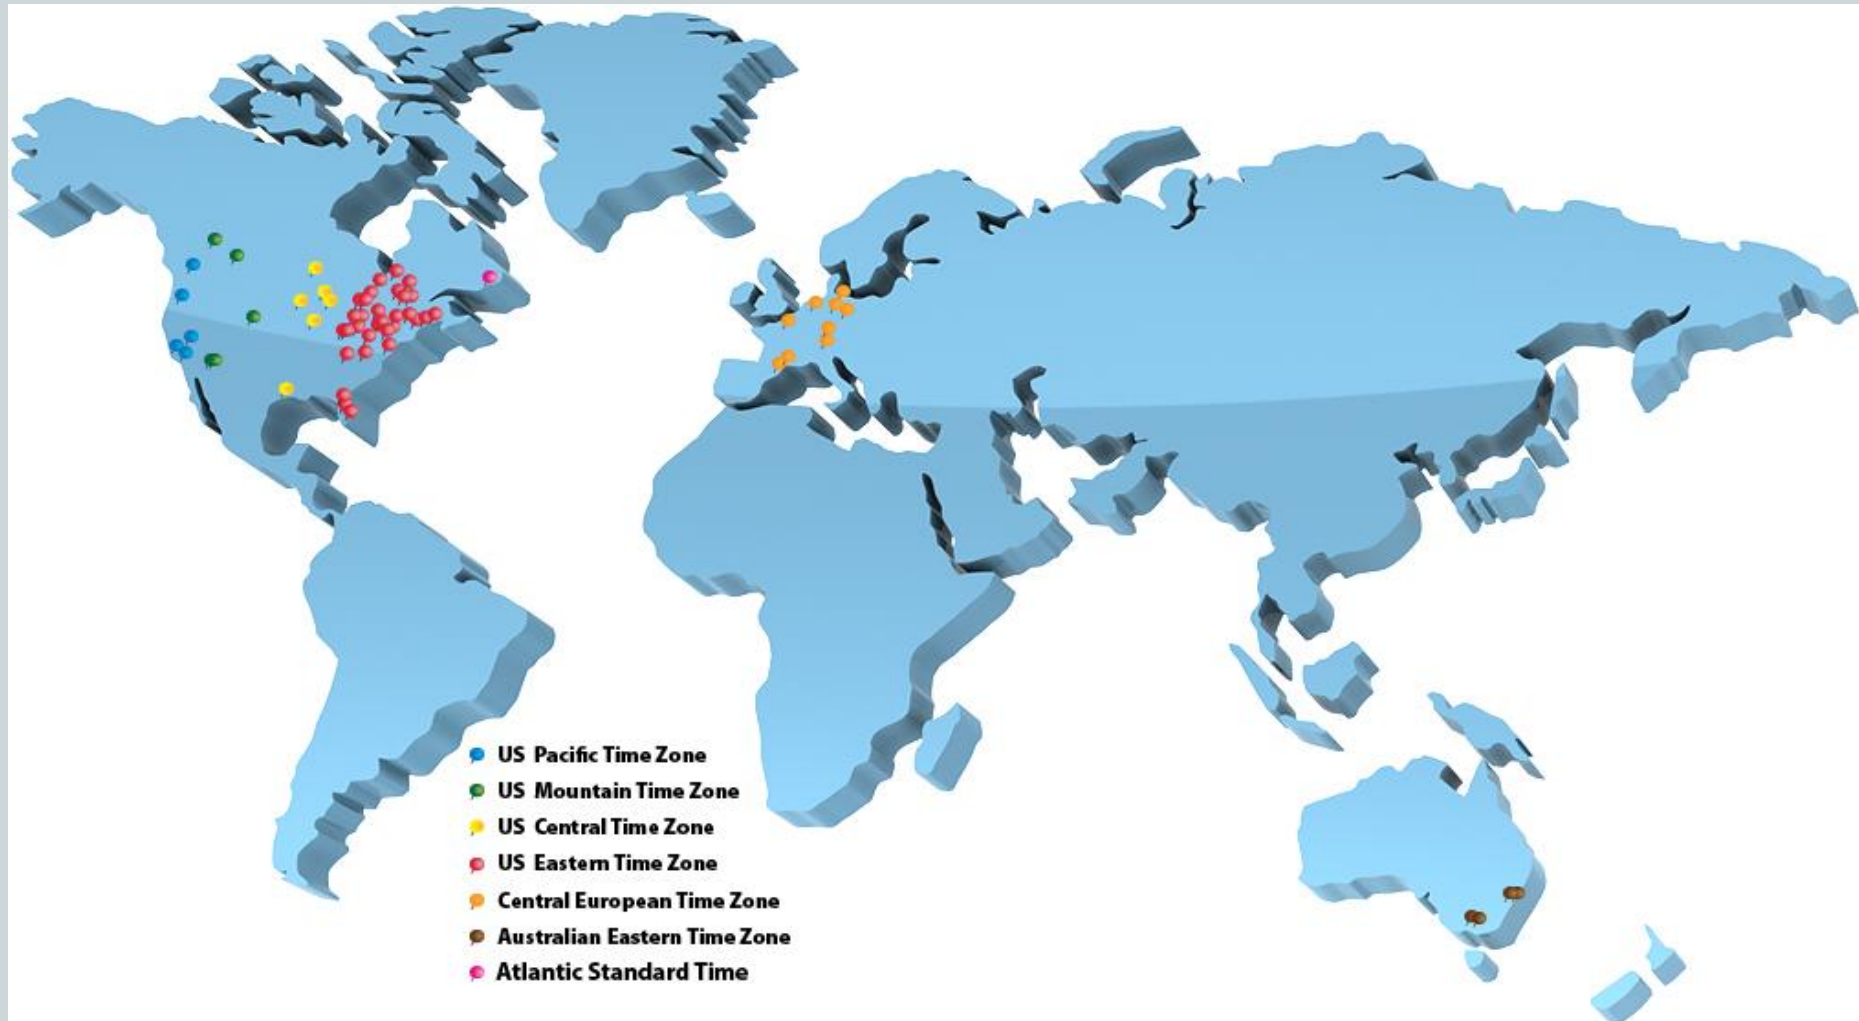 US Pacific Time Zone
US Mountain Time Zone
US Central Time Zone
US Eastern Time Zone
Central European Time Zone
Australian Eastern Time Zone
Atlantic Standard Time